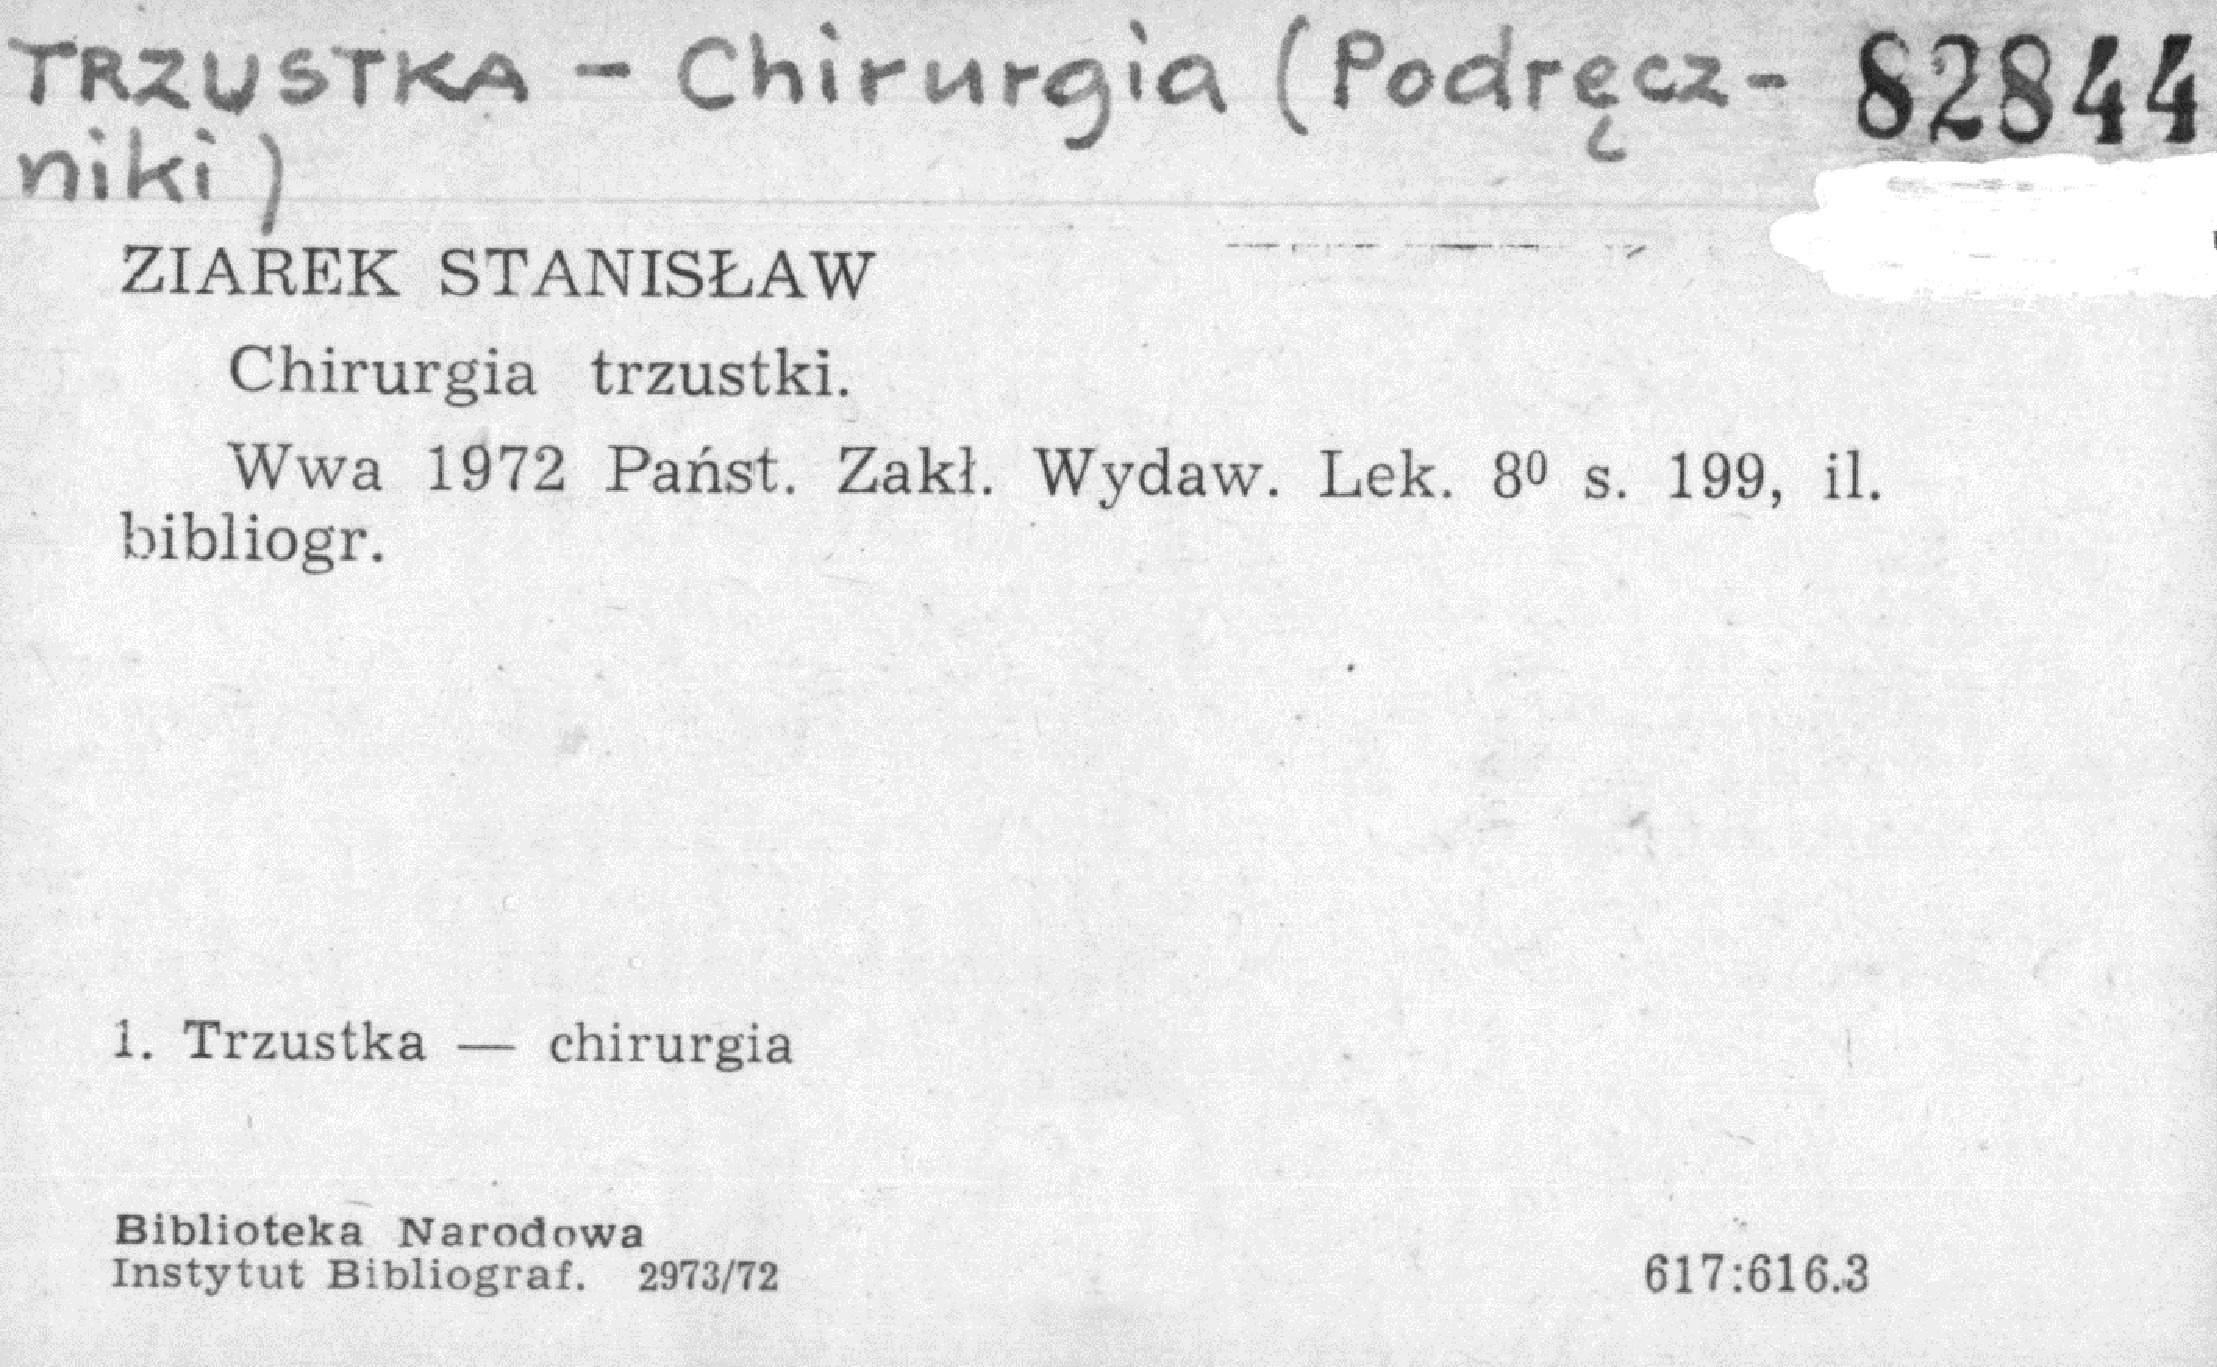 TRZUSTKA - Chirurgia (Podręcz- 82844
niki)
ZIAREK STANISŁAW
Chirurgia trzustki.
Wwa 1972 Państ. Zakł. Wydaw. Lek. 8⁰ s. 199, il.
bibliogr.
1. Trzustka — chirurgia
Biblioteka Narodowa
Instytut Bibliograf. 2973/72 617:616.3